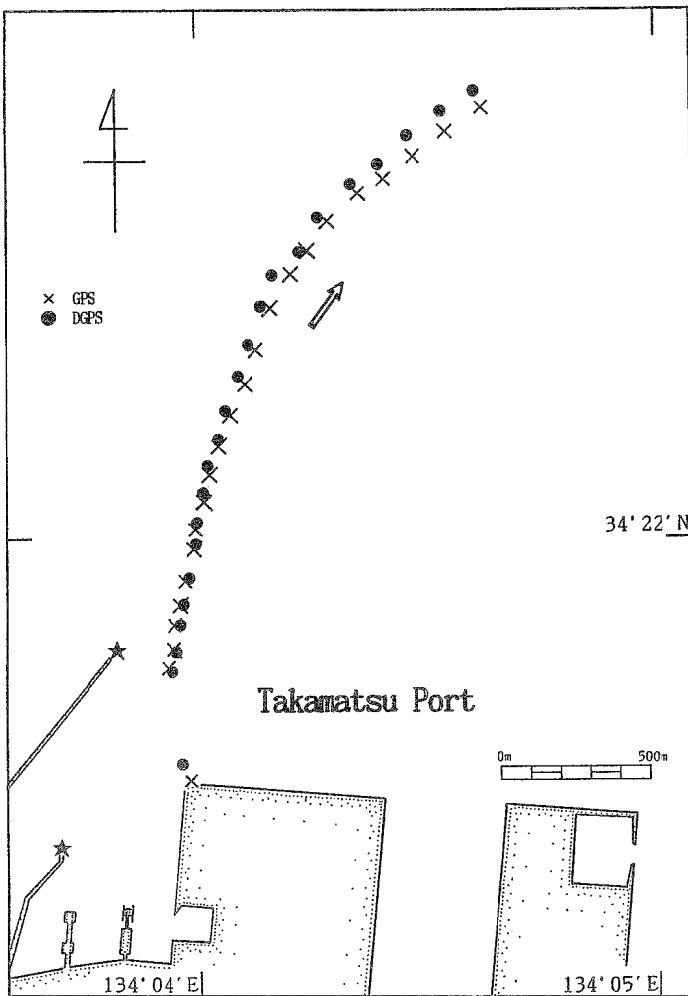 × GPS
● DGPS
34° 22′ N
Takamatsu Port
0m 500m
134° 04′ E
134° 05′ E